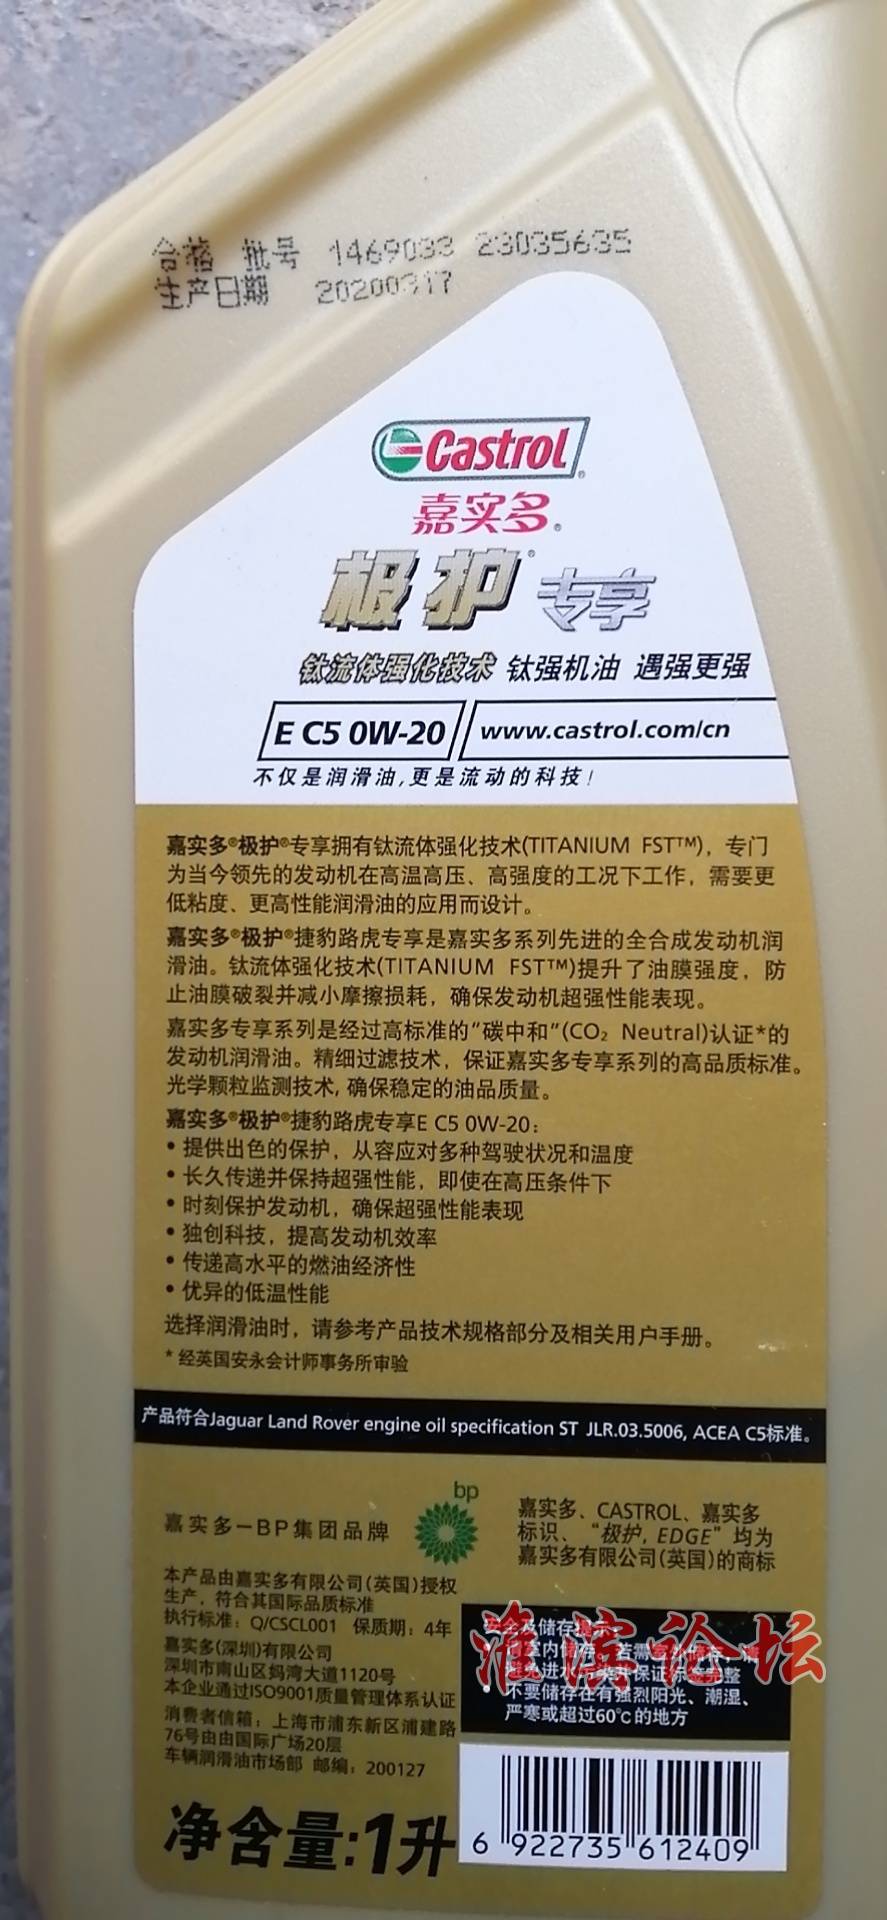 合格 批号 1469033 23035635
生产日期 20200317
Castrol
嘉实多
极护 专享
钛流体强化技术 钛强机油 遇强更强
E C5 0W-20 www.castrol.com/cn
不仅是润滑油,更是流动的科技!
嘉实多®极护®专享拥有钛流体强化技术(TITANIUM FST™)，专门
为当今领先的发动机在高温高压、高强度的工况下工作，需要更
低粘度、更高性能润滑油的应用而设计。
嘉实多®极护®捷豹路虎专享是嘉实多系列先进的全合成发动机润
滑油。钛流体强化技术(TITANIUM FST™)提升了油膜强度，防
止油膜破裂并减小摩擦损耗，确保发动机超强性能表现。
嘉实多专享系列是经过高标准的“碳中和”(CO₂ Neutral)认证*的
发动机润滑油。精细过滤技术，保证嘉实多专享系列的高品质标准。
光学颗粒监测技术,确保稳定的油品质量。
嘉实多®极护®捷豹路虎专享E C5 0W-20：
• 提供出色的保护，从容应对多种驾驶状况和温度
• 长久传递并保持超强性能，即使在高压条件下
• 时刻保护发动机，确保超强性能表现
• 独创科技，提高发动机效率
• 传递高水平的燃油经济性
• 优异的低温性能
选择润滑油时，请参考产品技术规格部分及相关用户手册。
* 经英国安永会计师事务所审验
产品符合Jaguar Land Rover engine oil specification ST JLR.03.5006, ACEA C5标准。
bp
嘉实多－BP集团品牌
嘉实多、CASTROL、嘉实多
标识、“极护, EDGE”均为
嘉实多有限公司(英国)的商标
本产品由嘉实多有限公司(英国)授权
生产，符合其国际品质标准
执行标准：Q/CSCL001 保质期：4年
嘉实多(深圳)有限公司
深圳市南山区妈湾大道1120号
本企业通过ISO9001质量管理体系认证
消费者信箱：上海市浦东新区浦建路
76号由由国际广场20层
车辆润滑油市场部 邮编：200127
净含量:1升
及储存
内储 若需
进 保证标 完整
• 不要储存在有强烈阳光、潮湿、
严寒或超过60℃的地方
淮滨论坛
6 922735 612409